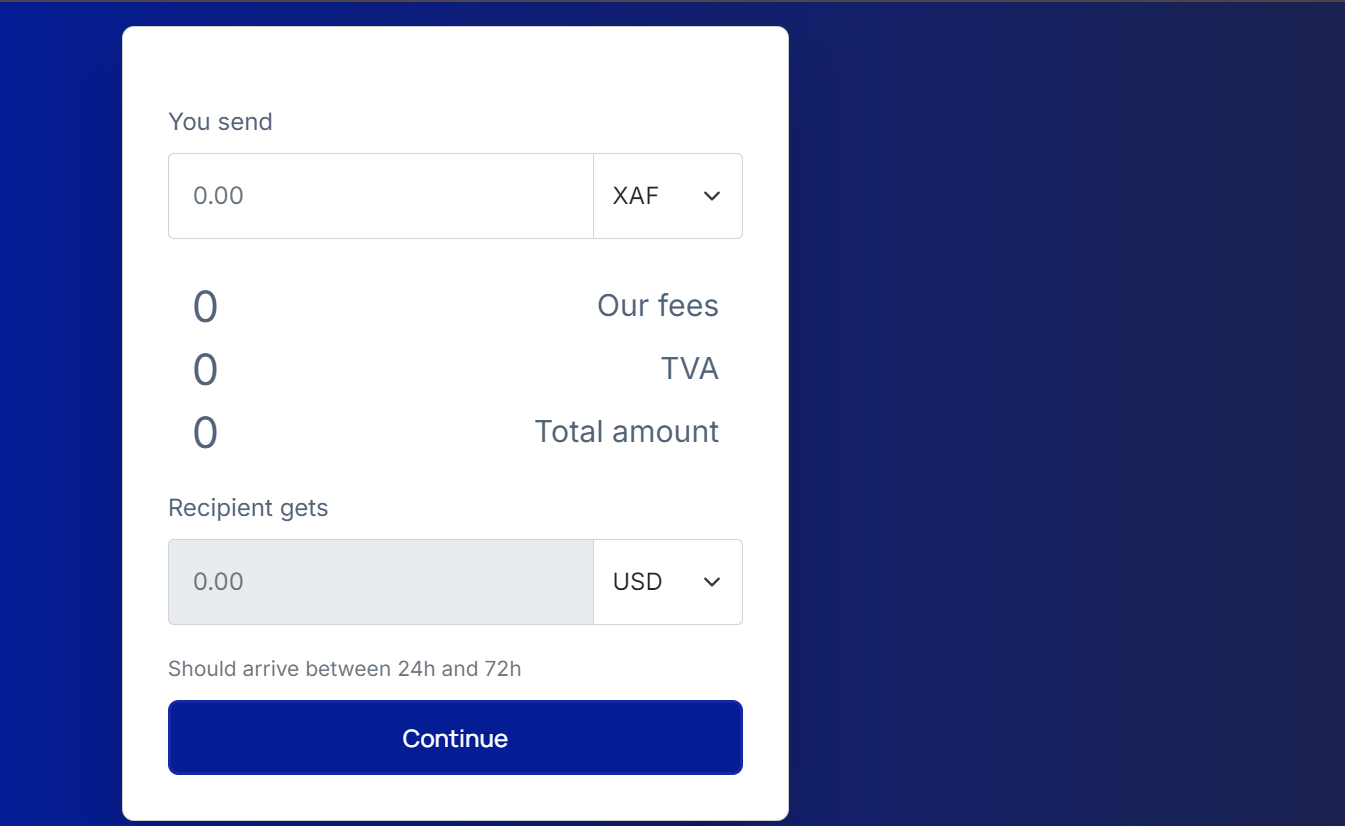 You send
0.00 XAF
0 Our fees
0 TVA
0 Total amount
Recipient gets
0.00 USD
Should arrive between 24h and 72h
Continue